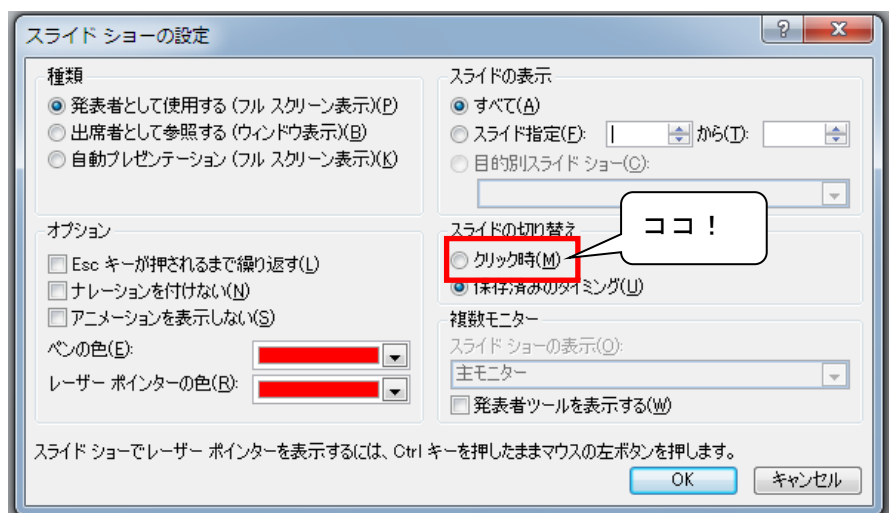 スライド ショーの設定
種類
発表者として使用する (フル スクリーン表示)(P)
出席者として参照する (ウィンドウ表示)(B)
自動プレゼンテーション (フル スクリーン表示)(K)
スライドの表示
すべて(A)
スライド指定(F): から(T):
目的別スライド ショー(C):
オプション
Esc キーが押されるまで繰り返す(L)
ナレーションを付けない(N)
アニメーションを表示しない(S)
ペンの色(E):
レーザー ポインターの色(R):
スライドの切り替え
ココ！
クリック時(M)
保存済みのタイミング(U)
複数モニター
スライド ショーの表示(O):
主モニター
発表者ツールを表示する(W)
スライド ショーでレーザー ポインターを表示するには、Ctrl キーを押したままマウスの左ボタンを押します。
OK
キャンセル